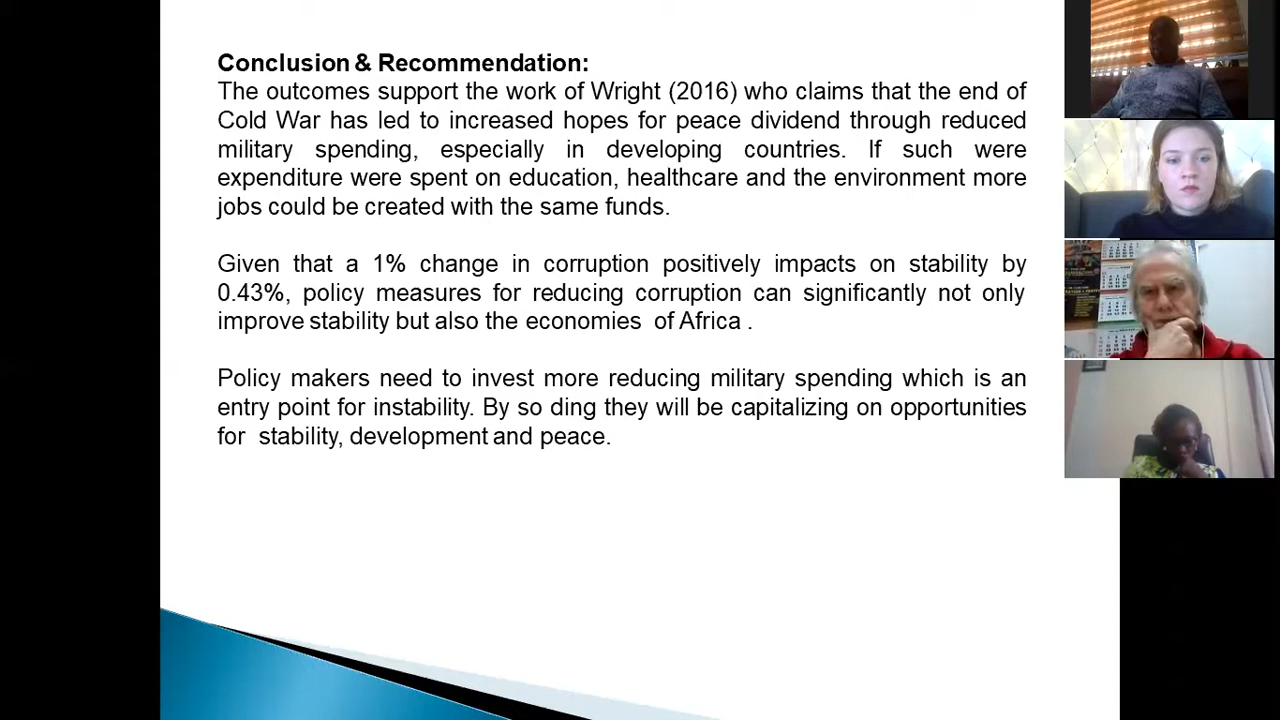 Conclusion & Recommendation:
The outcomes support the work of Wright (2016) who claims that the end of
Cold War has led to increased hopes for peace dividend through reduced
military spending, especially in developing countries. If such were
expenditure were spent on education, healthcare and the environment more
jobs could be created with the same funds.
Given that a 1% change in corruption positively impacts on stability by
0.43%, policy measures for reducing corruption can significantly not only
improve stability but also the economies of Africa .
Policy makers need to invest more reducing military spending which is an
entry point for instability. By so ding they will be capitalizing on opportunities
for stability, development and peace.